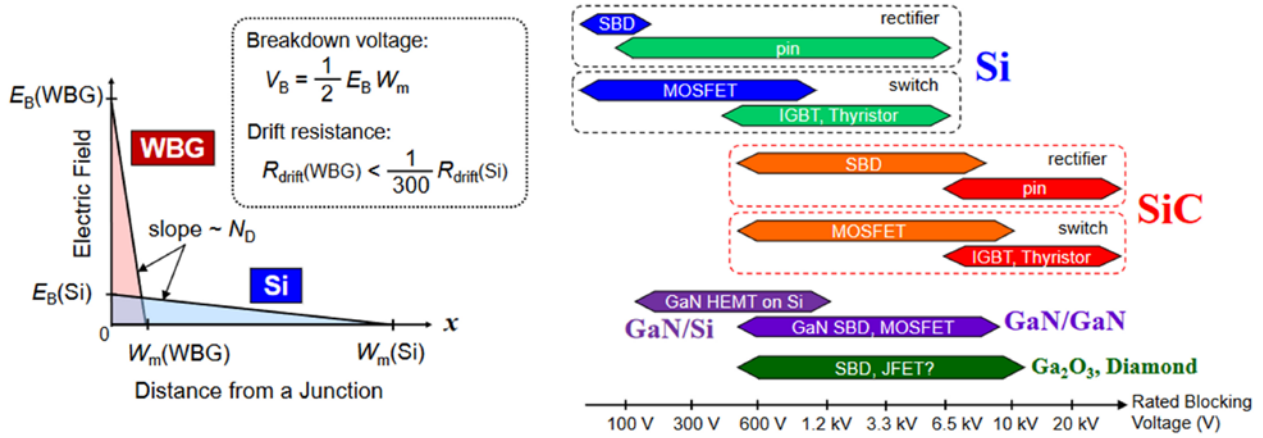 Breakdown voltage:
V_B = 1/2 E_B W_m
Drift resistance:
R_drift(WBG) < 1/300 R_drift(Si)
E_B(WBG)
WBG
Electric Field
slope ~ N_D
Si
E_B(Si)
0
x
W_m(WBG)
W_m(Si)
Distance from a Junction
SBD
rectifier
pin
Si
MOSFET
switch
IGBT, Thyristor
SBD
rectifier
pin
SiC
MOSFET
switch
IGBT, Thyristor
GaN HEMT on Si
GaN/Si
GaN SBD, MOSFET
GaN/GaN
SBD, JFET?
Ga₂O₃, Diamond
Rated Blocking
Voltage (V)
100 V 300 V 600 V 1.2 kV 3.3 kV 6.5 kV 10 kV 20 kV